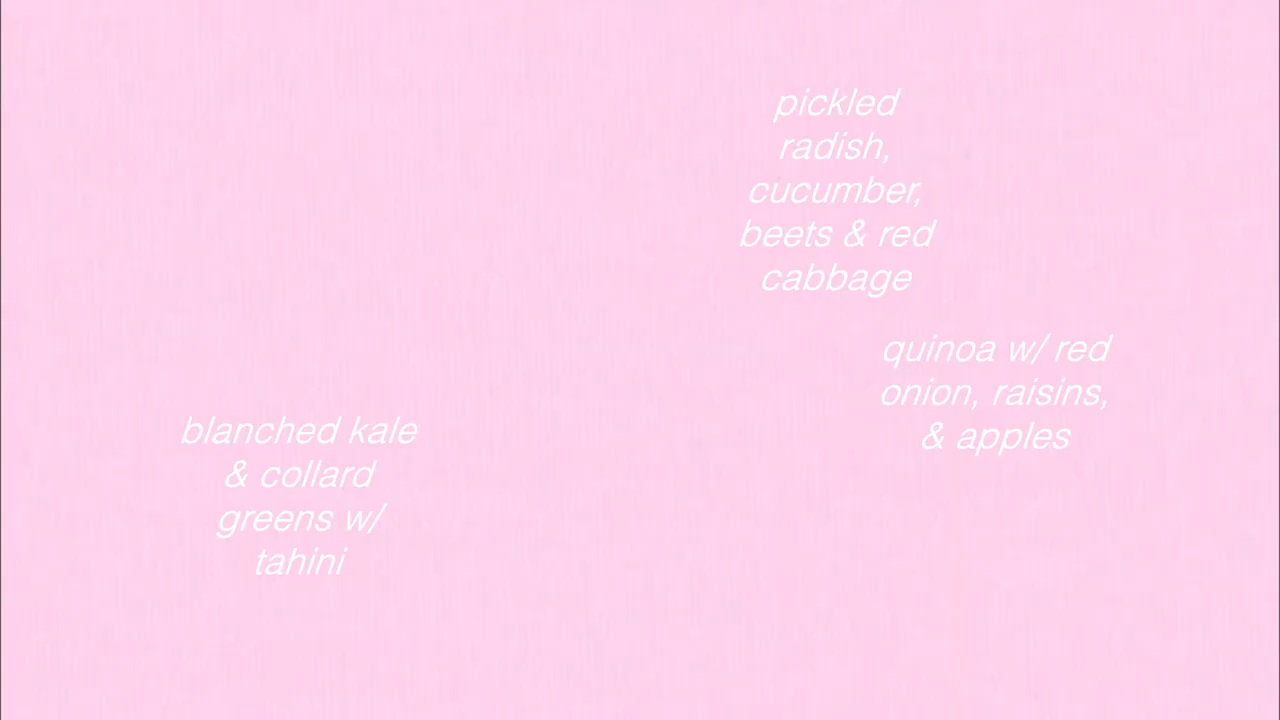 pickled
radish,
cucumber,
beets & red
cabbage
quinoa w/ red
onion, raisins,
& apples
blanched kale
& collard
greens w/
tahini